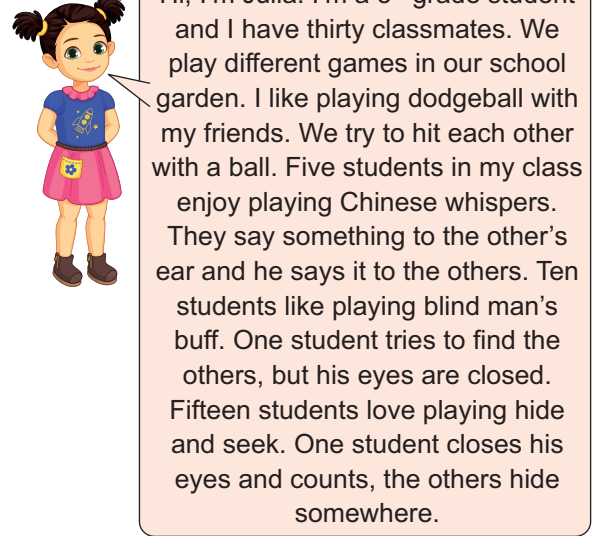 Hi, I'm Julia. I'm a grade student
and I have thirty classmates. We
play different games in our school
garden. I like playing dodgeball with
my friends. We try to hit each other
with a ball. Five students in my class
enjoy playing Chinese whispers.
They say something to the other's
ear and he says it to the others. Ten
students like playing blind man's
buff. One student tries to find the
others, but his eyes are closed.
Fifteen students love playing hide
and seek. One student closes his
eyes and counts, the others hide
somewhere.